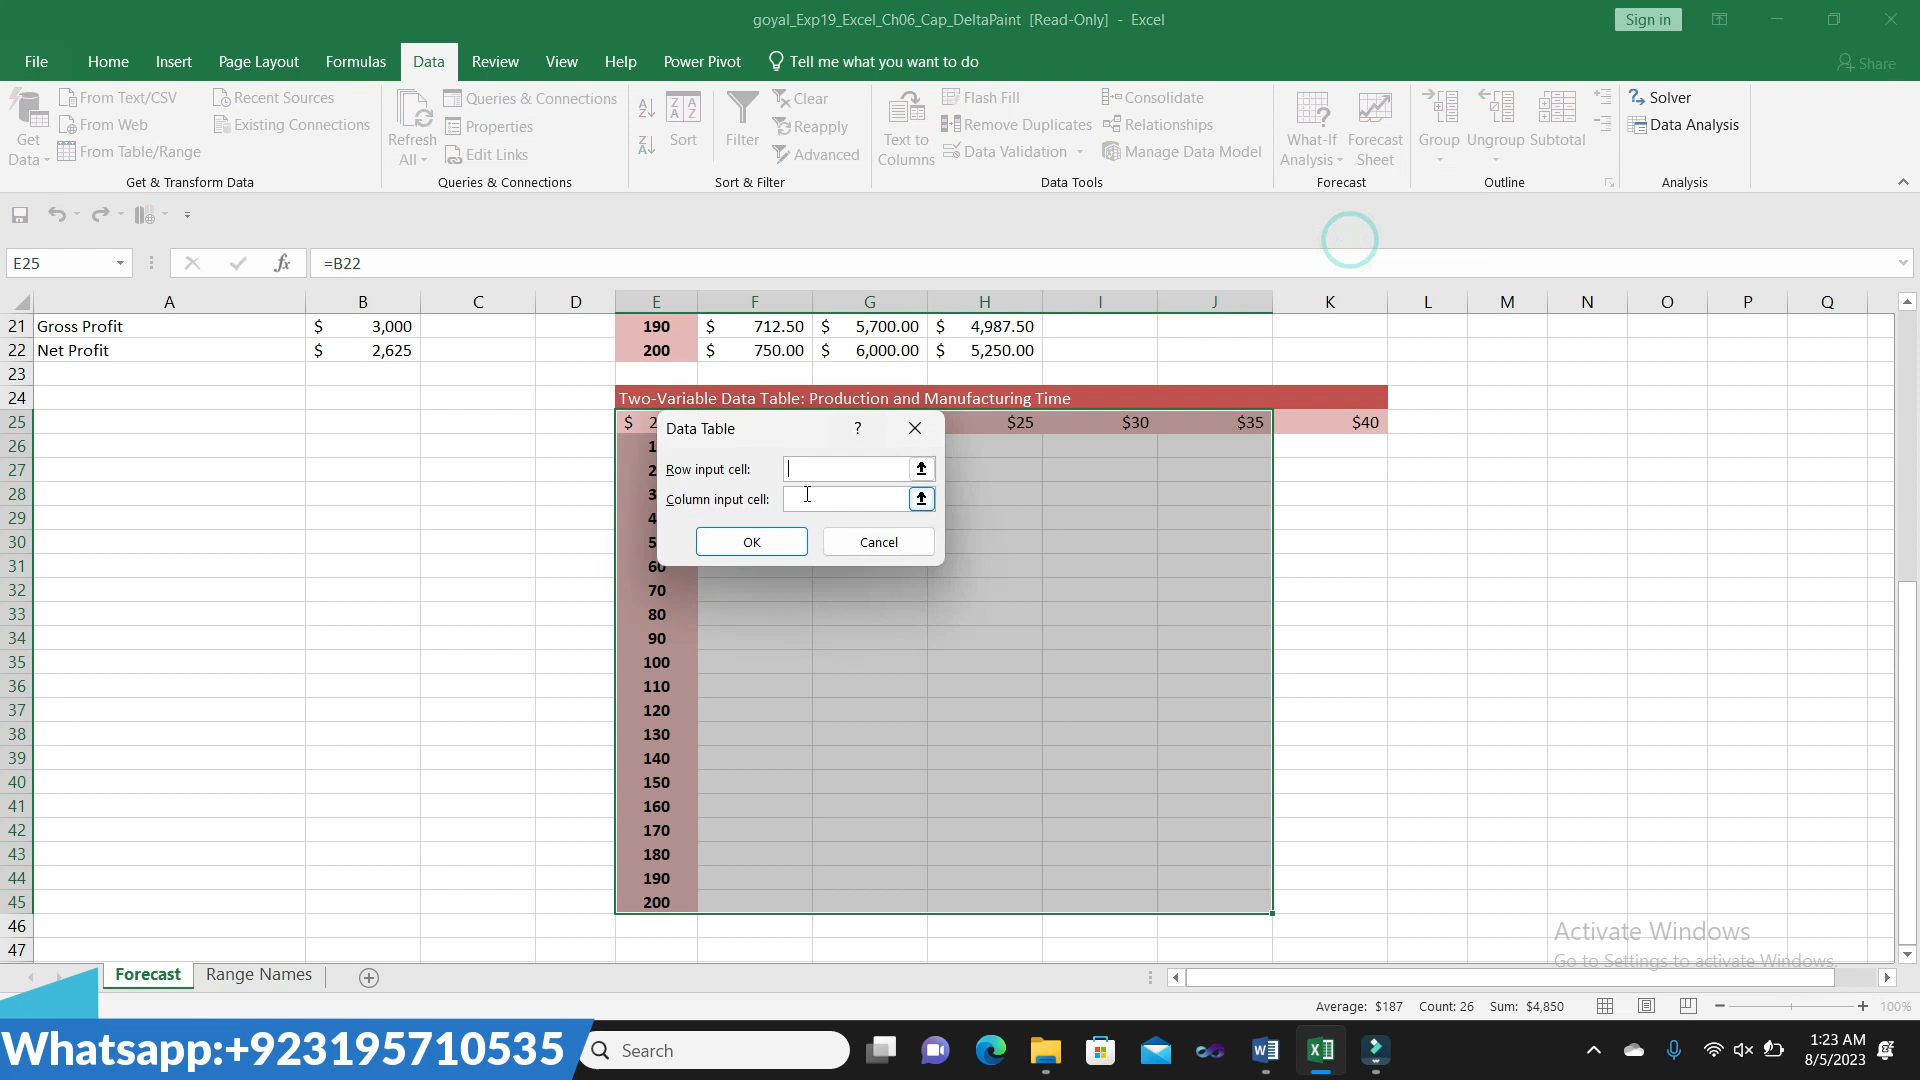 goyal_Exp19_Excel_Ch06_Cap_DeltaPaint [Read-Only] - Excel
Sign in
File Home Insert Page Layout Formulas Data Review View Help Power Pivot Tell me what you want to do Share
Get Data
From Text/CSV
From Web
From Table/Range
Recent Sources
Existing Connections
Get & Transform Data
Refresh All
Queries & Connections
Properties
Edit Links
Queries & Connections
Sort
Filter
Clear
Reapply
Advanced
Sort & Filter
Text to Columns
Flash Fill
Remove Duplicates
Data Validation
Consolidate
Relationships
Manage Data Model
Data Tools
What-If Analysis
Forecast Sheet
Forecast
Group
Ungroup
Subtotal
Outline
Solver
Data Analysis
Analysis
E25 fx =B22
A B C D E F G H I J K L M N O P Q
21 Gross Profit $ 3,000 190 $ 712.50 $ 5,700.00 $ 4,987.50
22 Net Profit $ 2,625 200 $ 750.00 $ 6,000.00 $ 5,250.00
23
24 Two-Variable Data Table: Production and Manufacturing Time
25 $ $25 $30 $35 $40
26
27
28
29
30
31
32 70
33 80
34 90
35 100
36 110
37 120
38 130
39 140
40 150
41 160
42 170
43 180
44 190
45 200
46
47
Data Table ?
Row input cell:
Column input cell:
OK Cancel
Activate Windows
Go to Settings to activate Windows.
Forecast Range Names
Average: $187 Count: 26 Sum: $4,850 100%
Whatsapp:+923195710535
Search
1:23 AM
8/5/2023